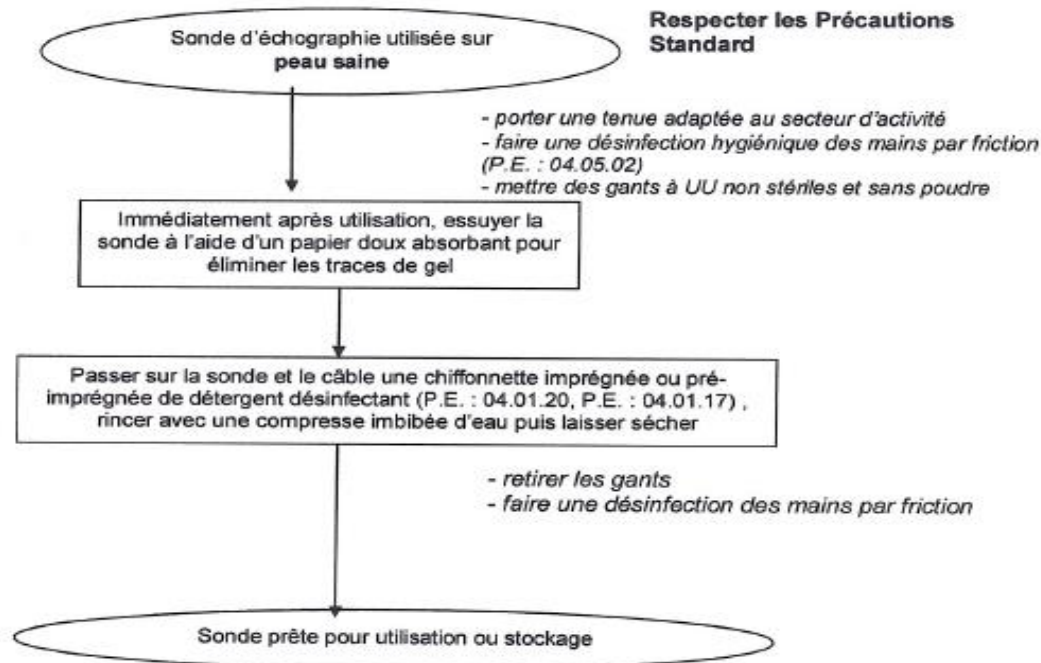 Sonde d'échographie utilisée sur
peau saine
Respecter les Précautions
Standard
- porter une tenue adaptée au secteur d'activité
- faire une désinfection hygiénique des mains par friction
(P.E. : 04.05.02)
- mettre des gants à UU non stériles et sans poudre
Immédiatement après utilisation, essuyer la
sonde à l'aide d'un papier doux absorbant pour
éliminer les traces de gel
Passer sur la sonde et le câble une chiffonnette imprégnée ou pré-
imprégnée de détergent désinfectant (P.E. : 04.01.20, P.E. : 04.01.17) ,
rincer avec une compresse imbibée d'eau puis laisser sécher
- retirer les gants
- faire une désinfection des mains par friction
Sonde prête pour utilisation ou stockage